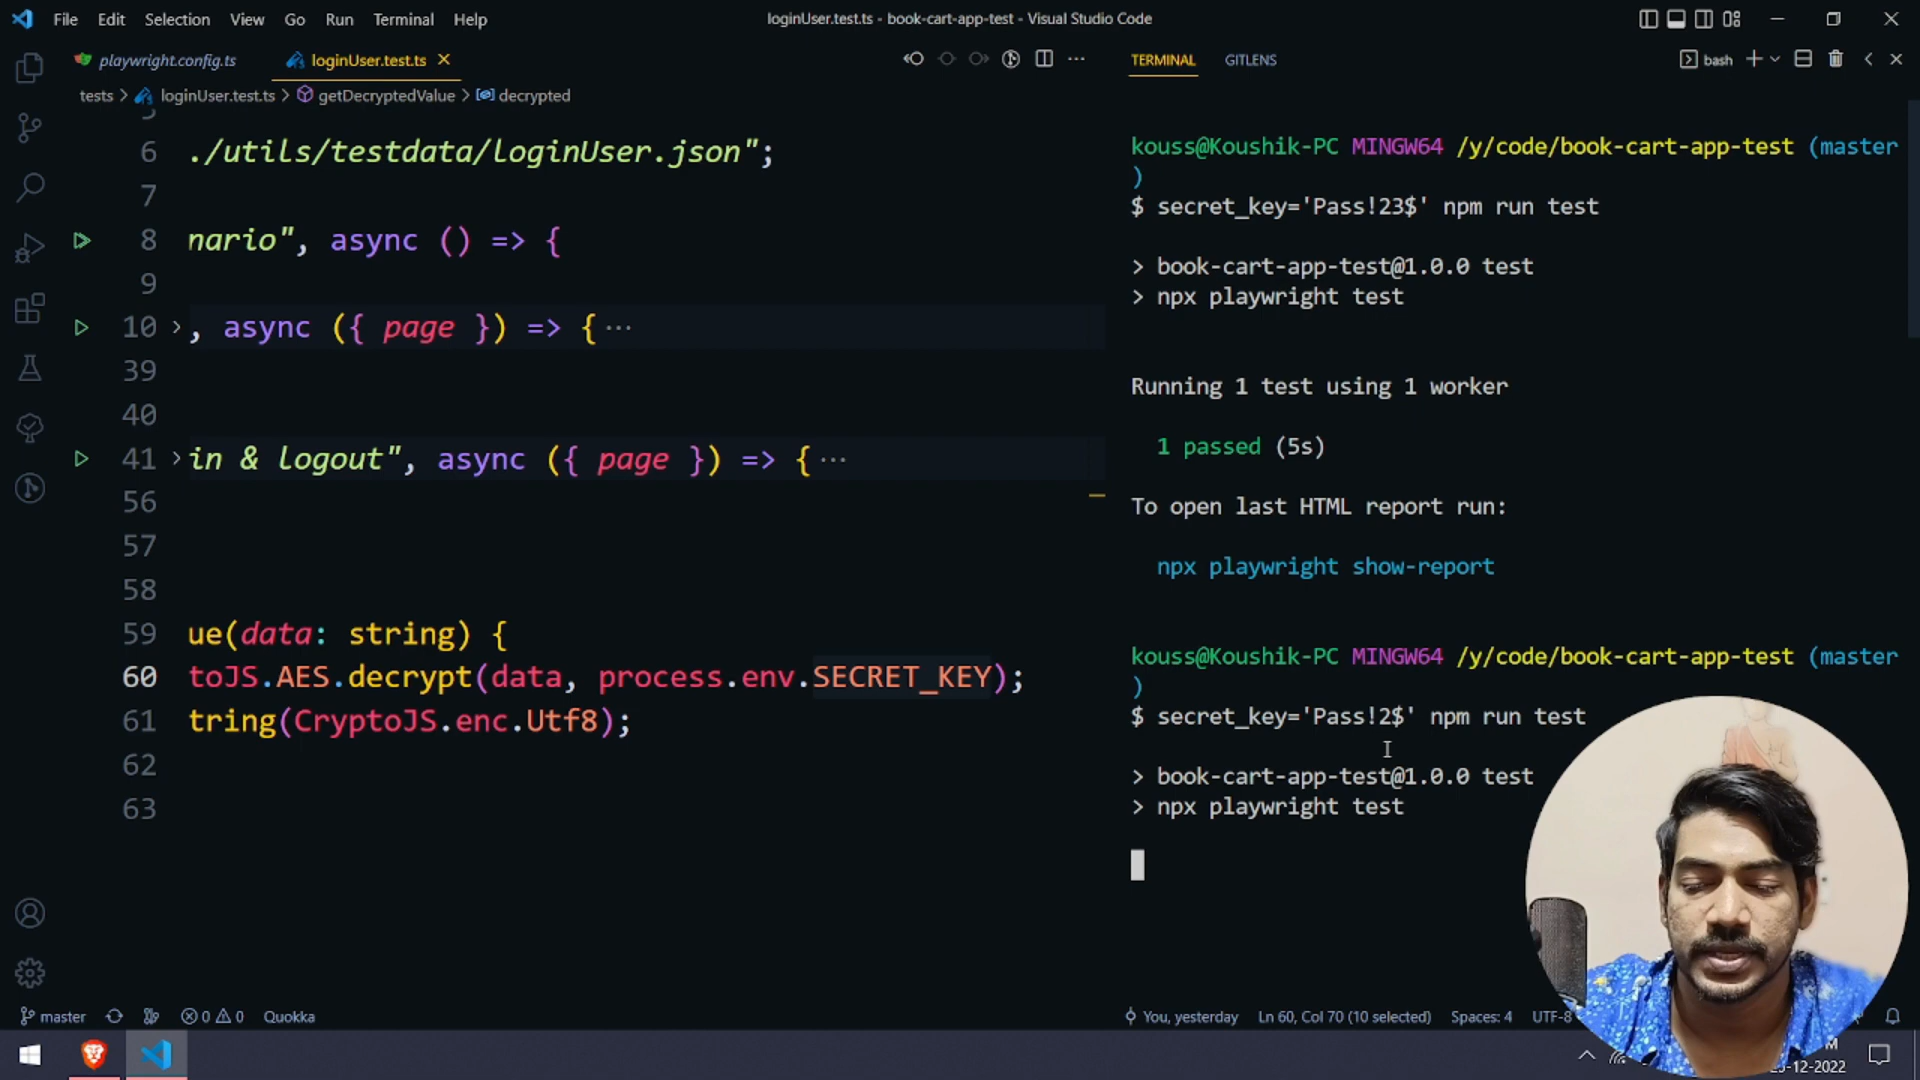 File Edit Selection View Go Run Terminal Help
loginUser.test.ts - book-cart-app-test - Visual Studio Code
playwright.config.ts
loginUser.test.ts
TERMINAL GITLENS
bash
tests > loginUser.test.ts > getDecryptedValue > decrypted
5
6 ./utils/testdata/loginUser.json";
7
8 nario", async () => {
9
10 , async ({ page }) => { ···
39
40
41 in & logout", async ({ page }) => { ···
56
57
58
59 ue(data: string) {
60 toJS.AES.decrypt(data, process.env.SECRET_KEY);
61 tring(CryptoJS.enc.Utf8);
62
63
kouss@Koushik-PC MINGW64 /y/code/book-cart-app-test (master
)
$ secret_key='Pass!23$' npm run test
> book-cart-app-test@1.0.0 test
> npx playwright test
Running 1 test using 1 worker
1 passed (5s)
To open last HTML report run:
npx playwright show-report
kouss@Koushik-PC MINGW64 /y/code/book-cart-app-test (master
)
$ secret_key='Pass!2$' npm run test
> book-cart-app-test@1.0.0 test
> npx playwright test
master
0 0
Quokka
You, yesterday
Ln 60, Col 70 (10 selected)
Spaces: 4
UTF-8
-12-2022